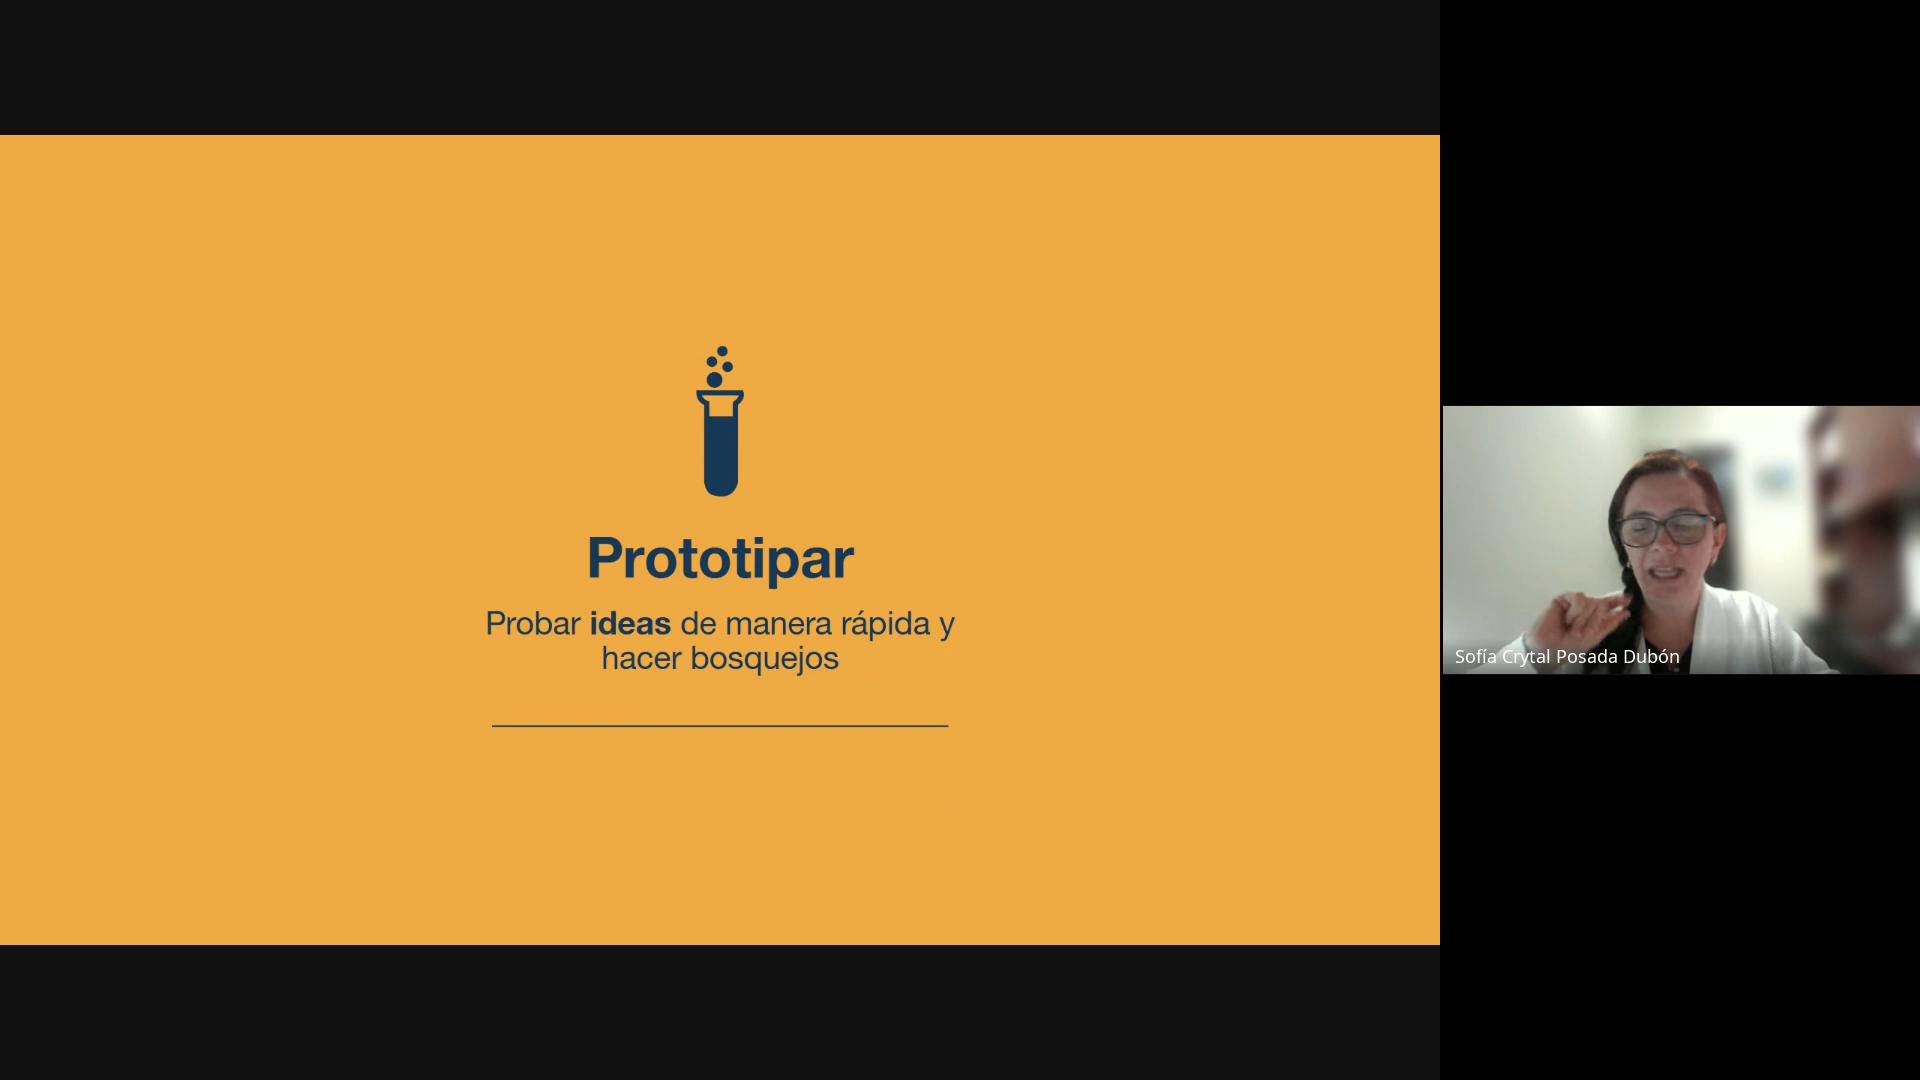 Prototipar
Probar ideas de manera rápida y
hacer bosquejos
Sofía Crytal Posada Dubón